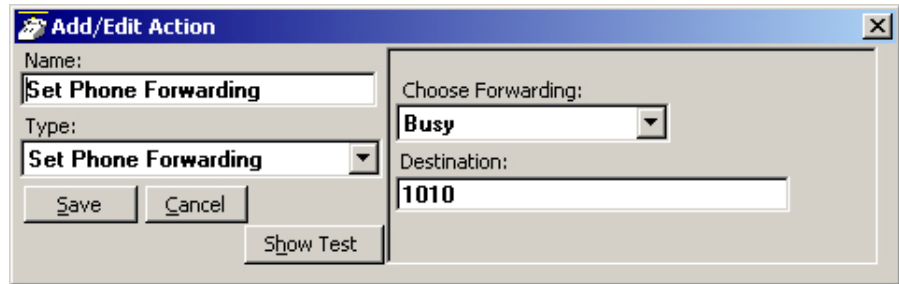 Add/Edit Action
Name:
Set Phone Forwarding
Type:
Set Phone Forwarding
Save Cancel
Show Test
Choose Forwarding:
Busy
Destination:
1010